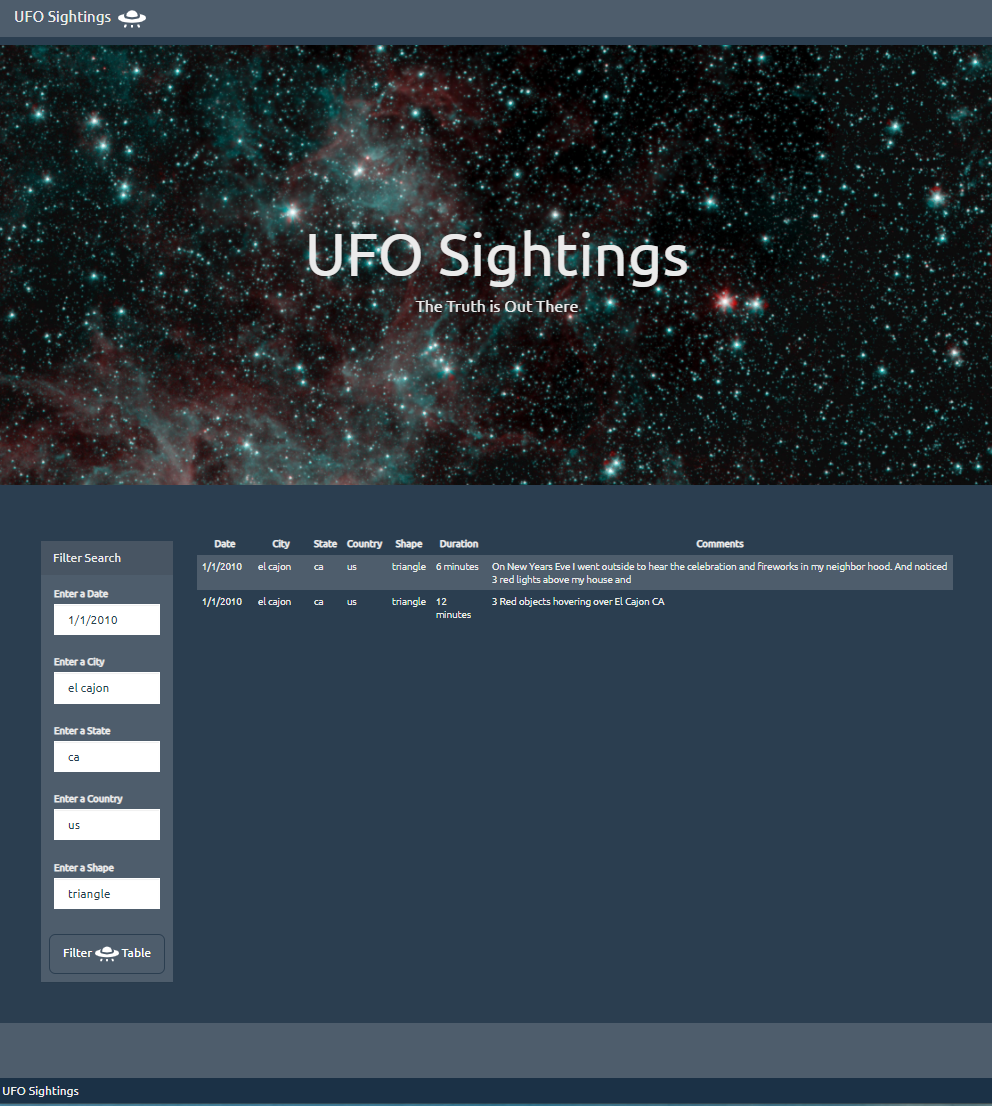 UFO Sightings
UFO Sightings
The Truth is Out There
Filter Search
Enter a Date
1/1/2010
Enter a City
el cajon
Enter a State
ca
Enter a Country
us
Enter a Shape
triangle
Filter Table
Date City State Country Shape Duration Comments
1/1/2010 el cajon ca us triangle 6 minutes On New Years Eve I went outside to hear the celebration and fireworks in my neighbor hood. And noticed
3 red lights above my house and
1/1/2010 el cajon ca us triangle 12 3 Red objects hovering over El Cajon CA
minutes
UFO Sightings